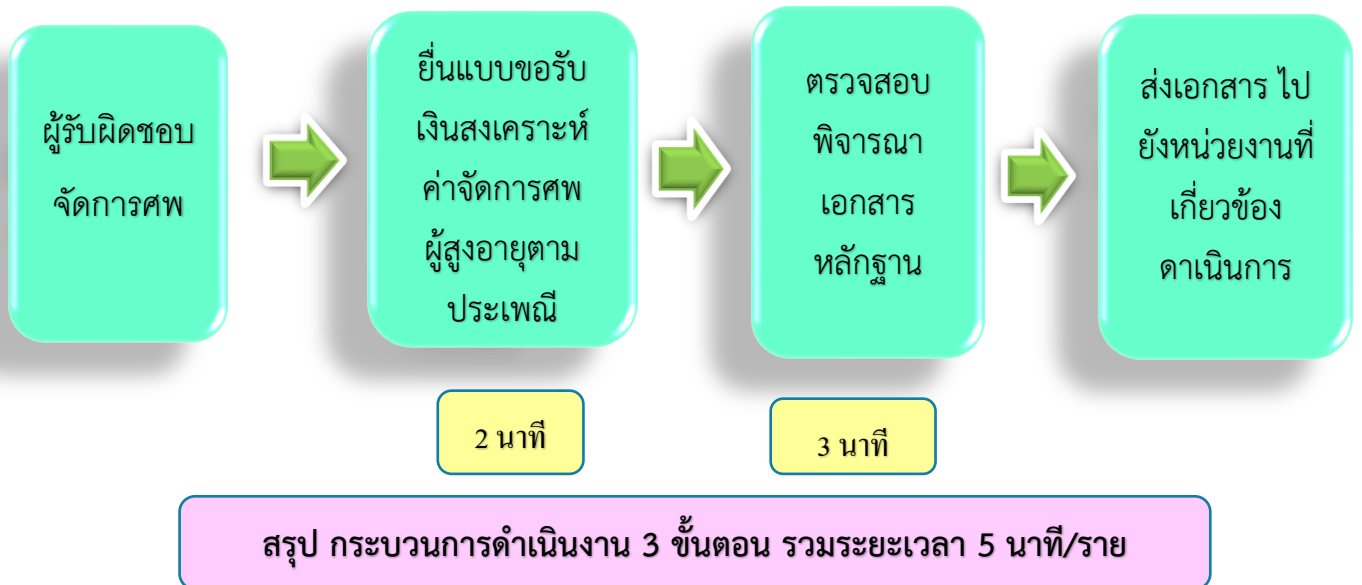 ผู้รับผิดชอบ
จัดการศพ
ยื่นแบบขอรับ
เงินสงเคราะห์
ค่าจัดการศพ
ผู้สูงอายุตาม
ประเพณี
ตรวจสอบ
พิจารณา
เอกสาร
หลักฐาน
ส่งเอกสาร ไป
ยังหน่วยงานที่
เกี่ยวข้อง
ดาเนินการ
2 นาที
3 นาที
สรุป กระบวนการดำเนินงาน 3 ขั้นตอน รวมระยะเวลา 5 นาที/ราย